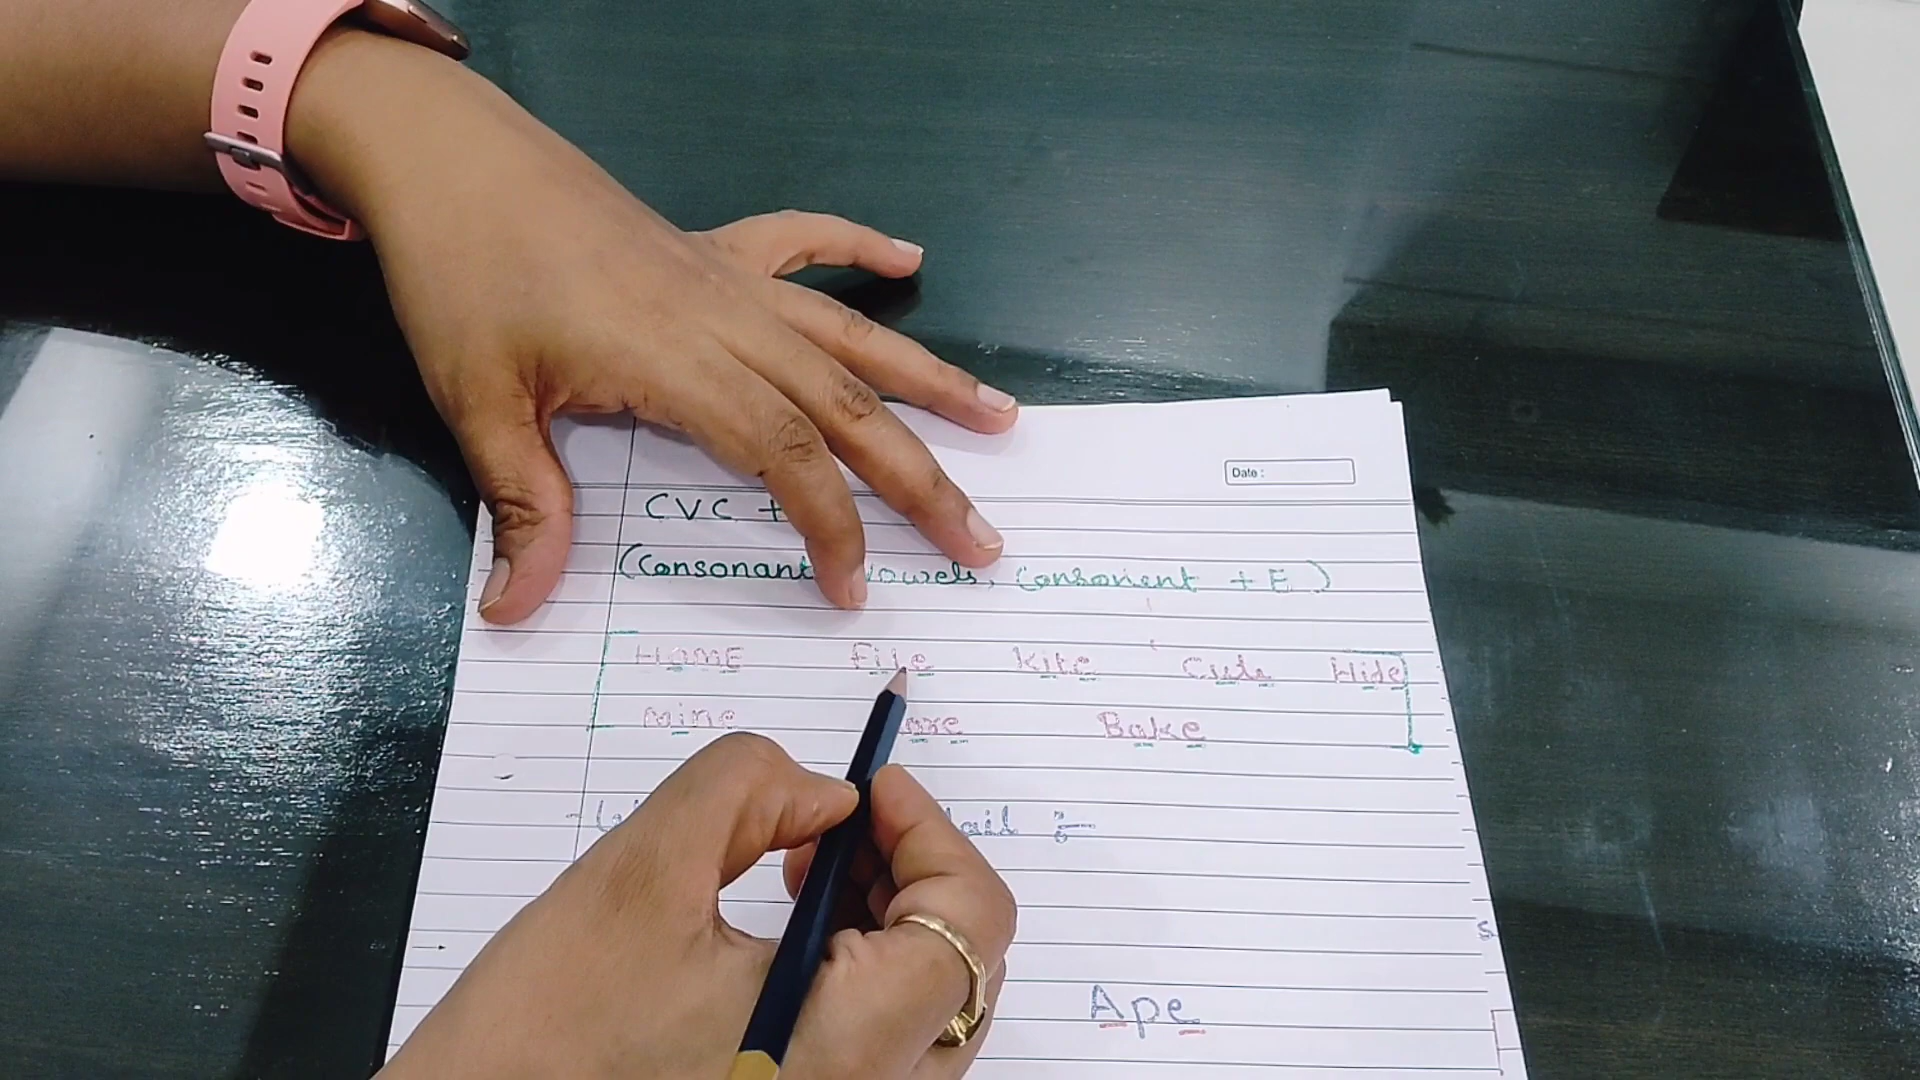 Date :
CVC +
(Consonant Vowels, Consonent + E )
HOME File Kite Cute Hide
Mine Bake
Ape